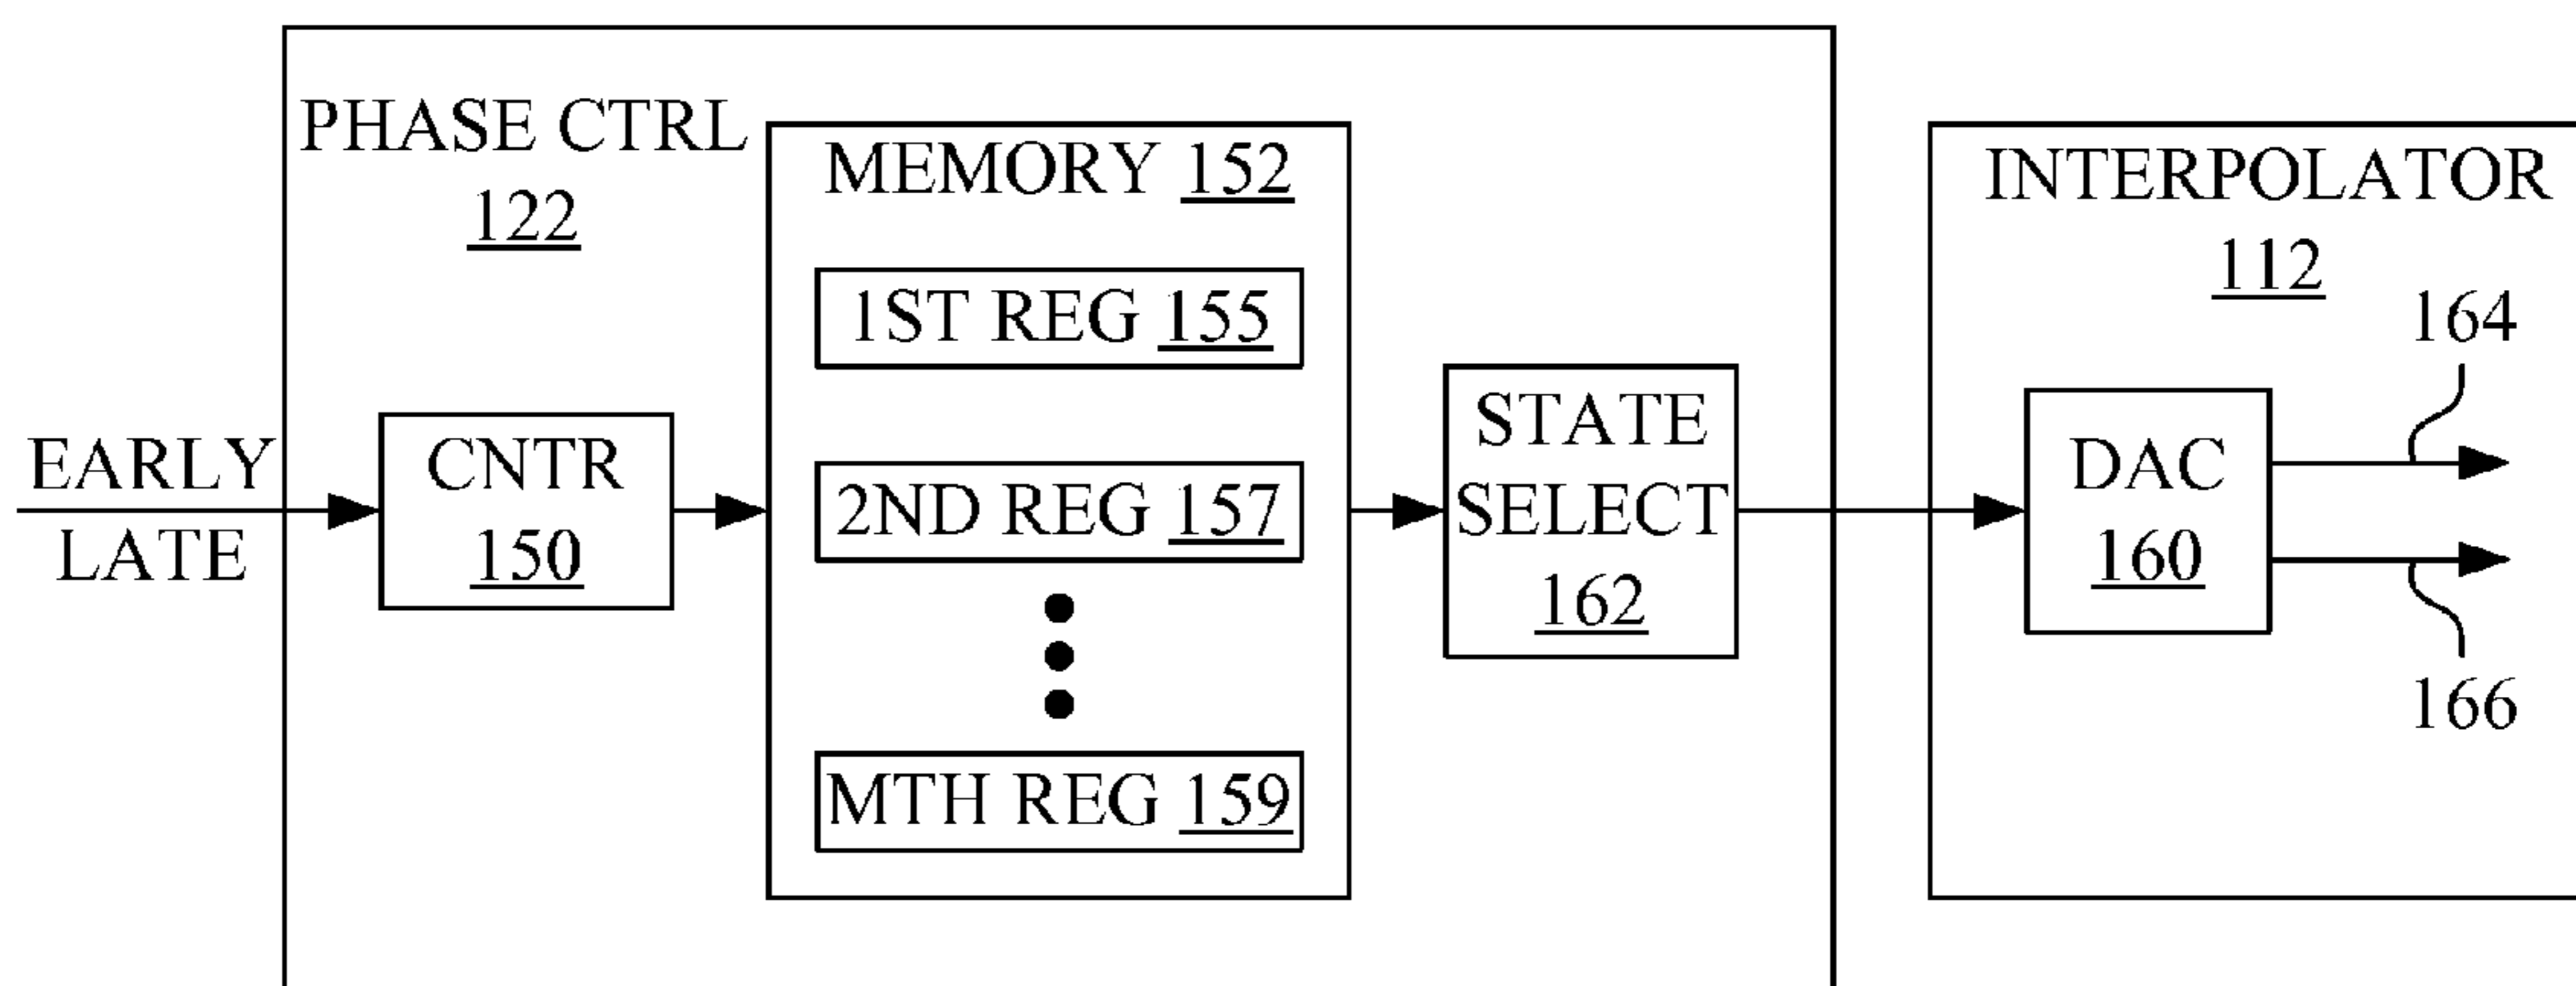 EARLY
LATE
PHASE CTRL
122
CNTR
150
MEMORY 152
1ST REG 155
2ND REG 157
MTH REG 159
STATE
SELECT
162
INTERPOLATOR
112
DAC
160
164
166